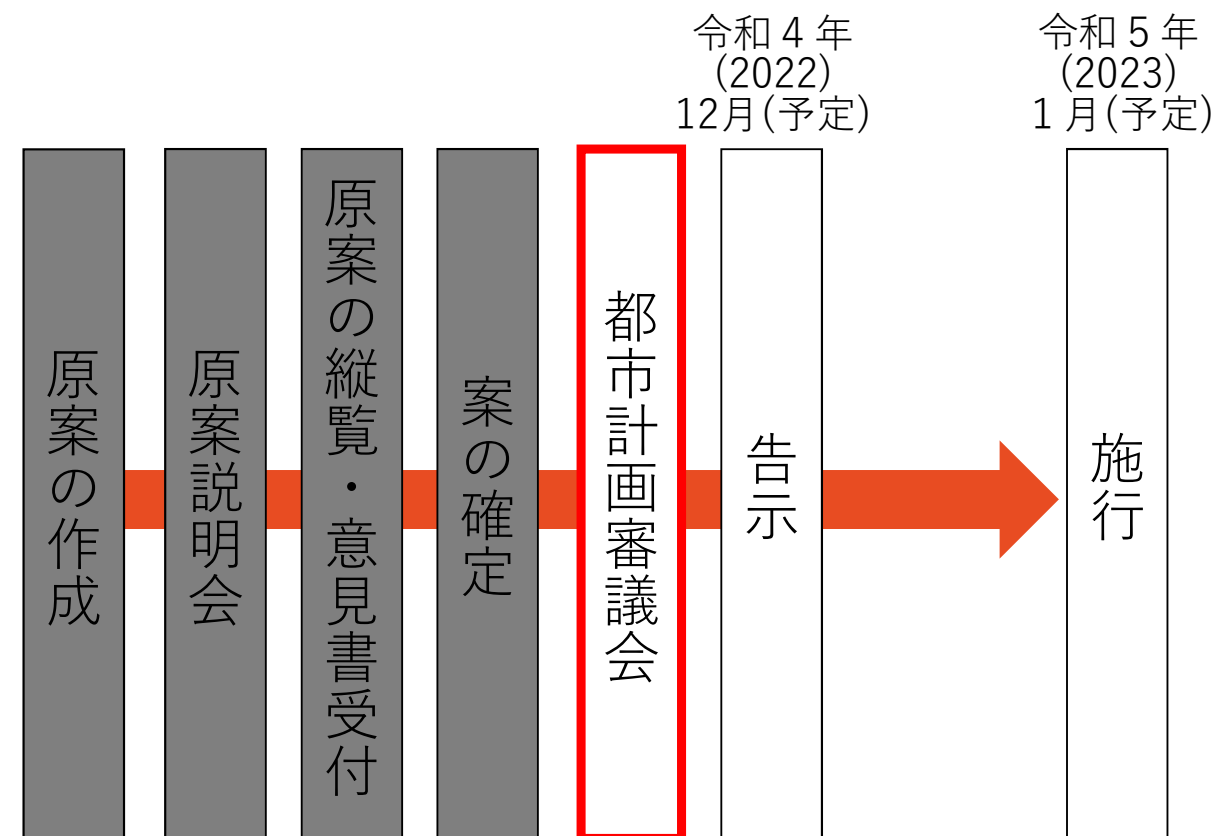 令和４年
(2022)
12月(予定)
令和５年
(2023)
１月(予定)
原案の作成
原案説明会
原案の縦覧・意見書受付
案の確定
都市計画審議会
告示
施行